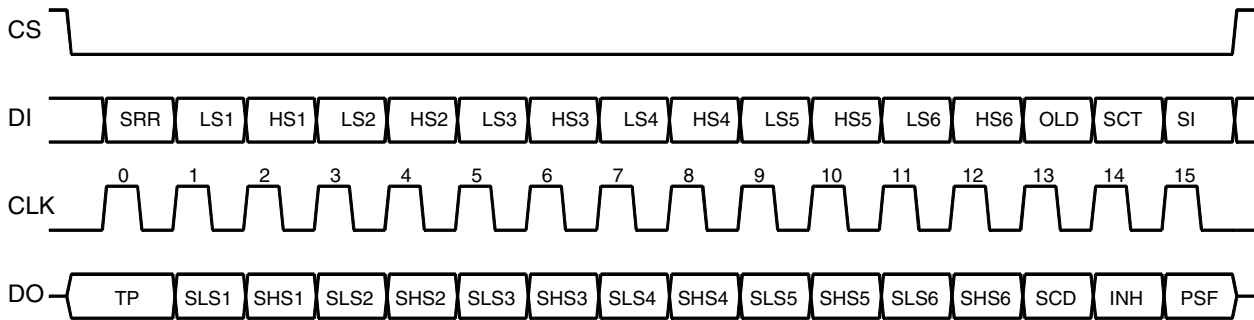 CS
DI SRR LS1 HS1 LS2 HS2 LS3 HS3 LS4 HS4 LS5 HS5 LS6 HS6 OLD SCT SI
0 1 2 3 4 5 6 7 8 9 10 11 12 13 14 15
CLK
DO TP SLS1 SHS1 SLS2 SHS2 SLS3 SHS3 SLS4 SHS4 SLS5 SHS5 SLS6 SHS6 SCD INH PSF